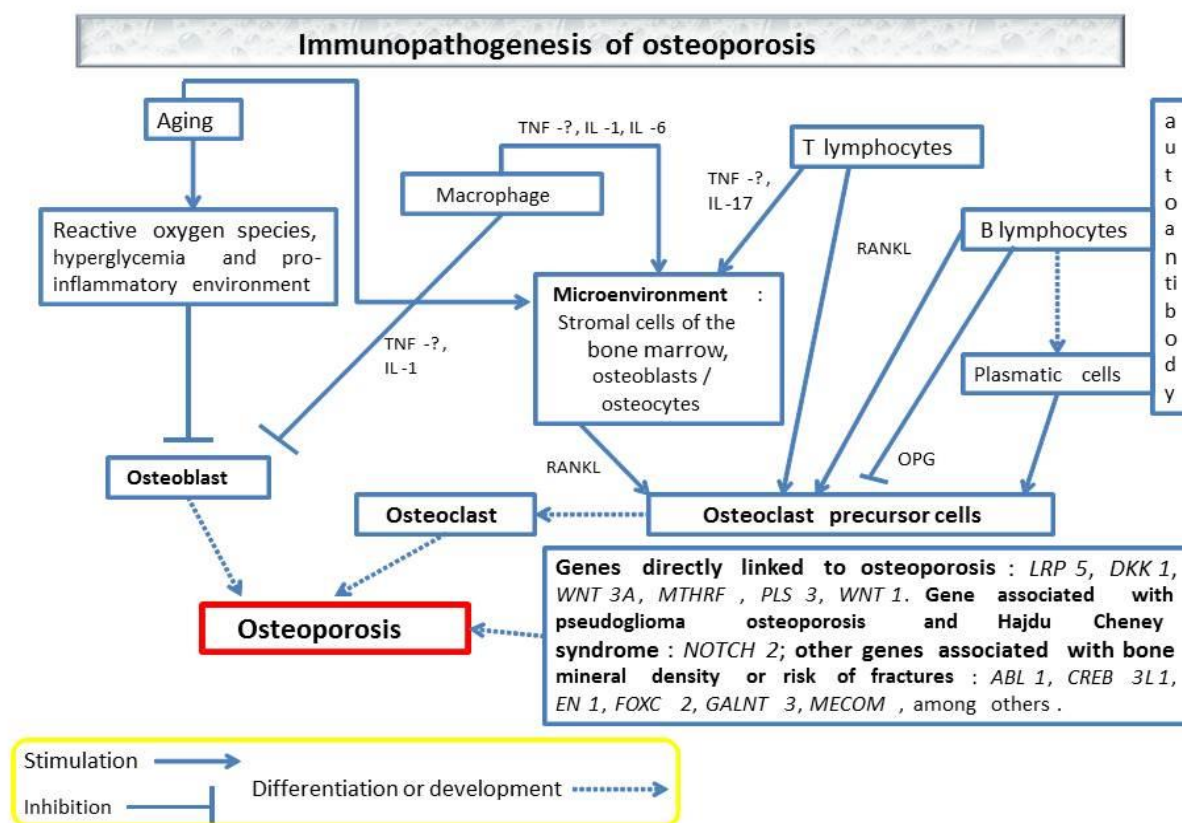 Immunopathogenesis of osteoporosis
Aging
TNF -?, IL -1, IL -6
T lymphocytes
Macrophage
TNF -?,
IL -17
autoantibody
Reactive oxygen species,
hyperglycemia and pro-
inflammatory environment
RANKL
B lymphocytes
Microenvironment :
Stromal cells of the
bone marrow,
osteoblasts /
osteocytes
TNF -?,
IL -1
Plasmatic cells
Osteoblast
RANKL
OPG
Osteoclast
Osteoclast precursor cells
Genes directly linked to osteoporosis : LRP 5, DKK 1,
WNT 3A, MTHRF , PLS 3, WNT 1. Gene associated with
pseudoglioma osteoporosis and Hajdu Cheney
syndrome : NOTCH 2; other genes associated with bone
mineral density or risk of fractures : ABL 1, CREB 3L 1,
EN 1, FOXC 2, GALNT 3, MECOM , among others .
Osteoporosis
Stimulation
Differentiation or development
Inhibition